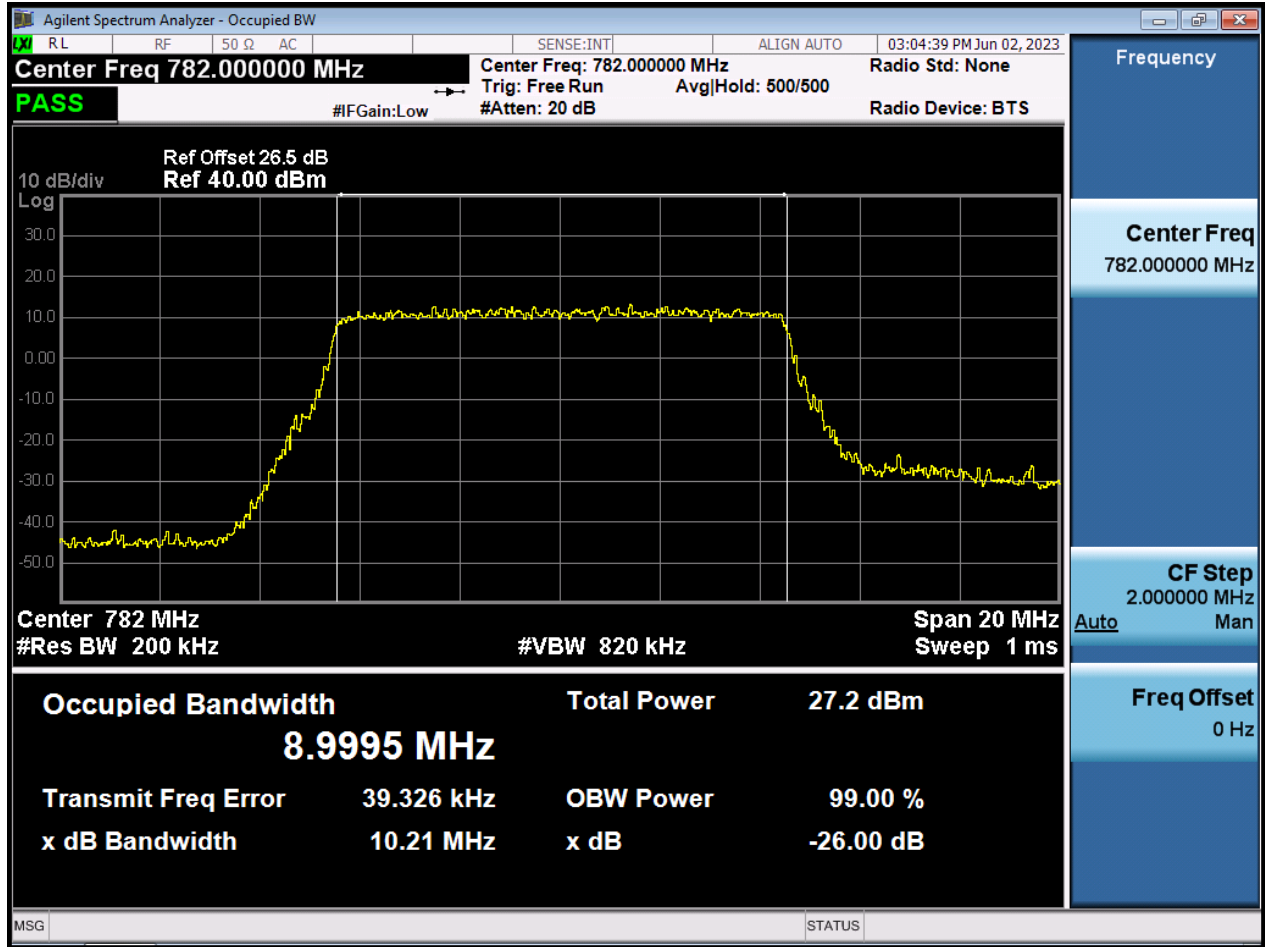 Agilent Spectrum Analyzer - Occupied BW
LXI RL RF 50 Ω AC SENSE:INT ALIGN AUTO 03:04:39 PM Jun 02, 2023
Center Freq 782.000000 MHz
Center Freq: 782.000000 MHz Radio Std: None
Trig: Free Run Avg|Hold: 500/500
PASS
#IFGain:Low #Atten: 20 dB Radio Device: BTS
Ref Offset 26.5 dB
10 dB/div Ref 40.00 dBm
Log
30.0
20.0
10.0
0.00
-10.0
-20.0
-30.0
-40.0
-50.0
Center 782 MHz Span 20 MHz
#Res BW 200 kHz #VBW 820 kHz Sweep 1 ms
Occupied Bandwidth Total Power 27.2 dBm
8.9995 MHz
Transmit Freq Error 39.326 kHz OBW Power 99.00 %
x dB Bandwidth 10.21 MHz x dB -26.00 dB
MSG STATUS
Frequency
Center Freq
782.000000 MHz
CF Step
2.000000 MHz
Auto Man
Freq Offset
0 Hz